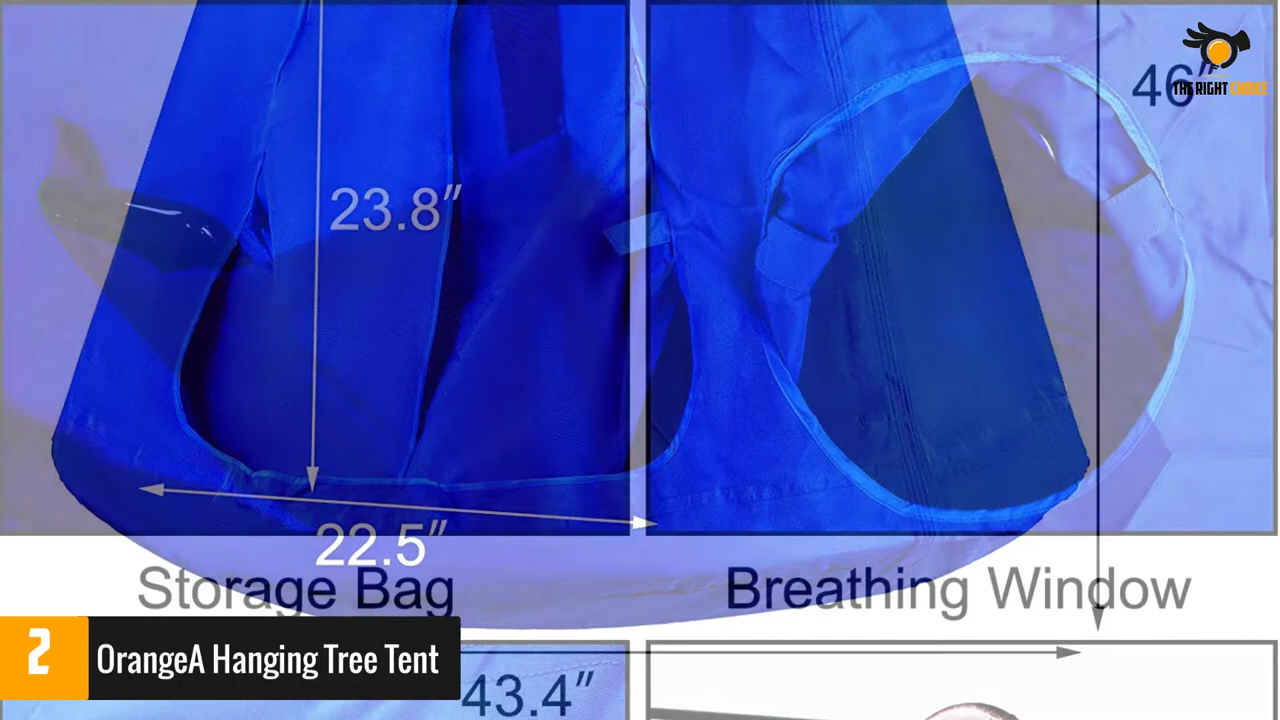 46″
THE RIGHT CHOICE
23.8″
22.5″
Storage Bag
Breathing Window
2
OrangeA Hanging Tree Tent
43.4″